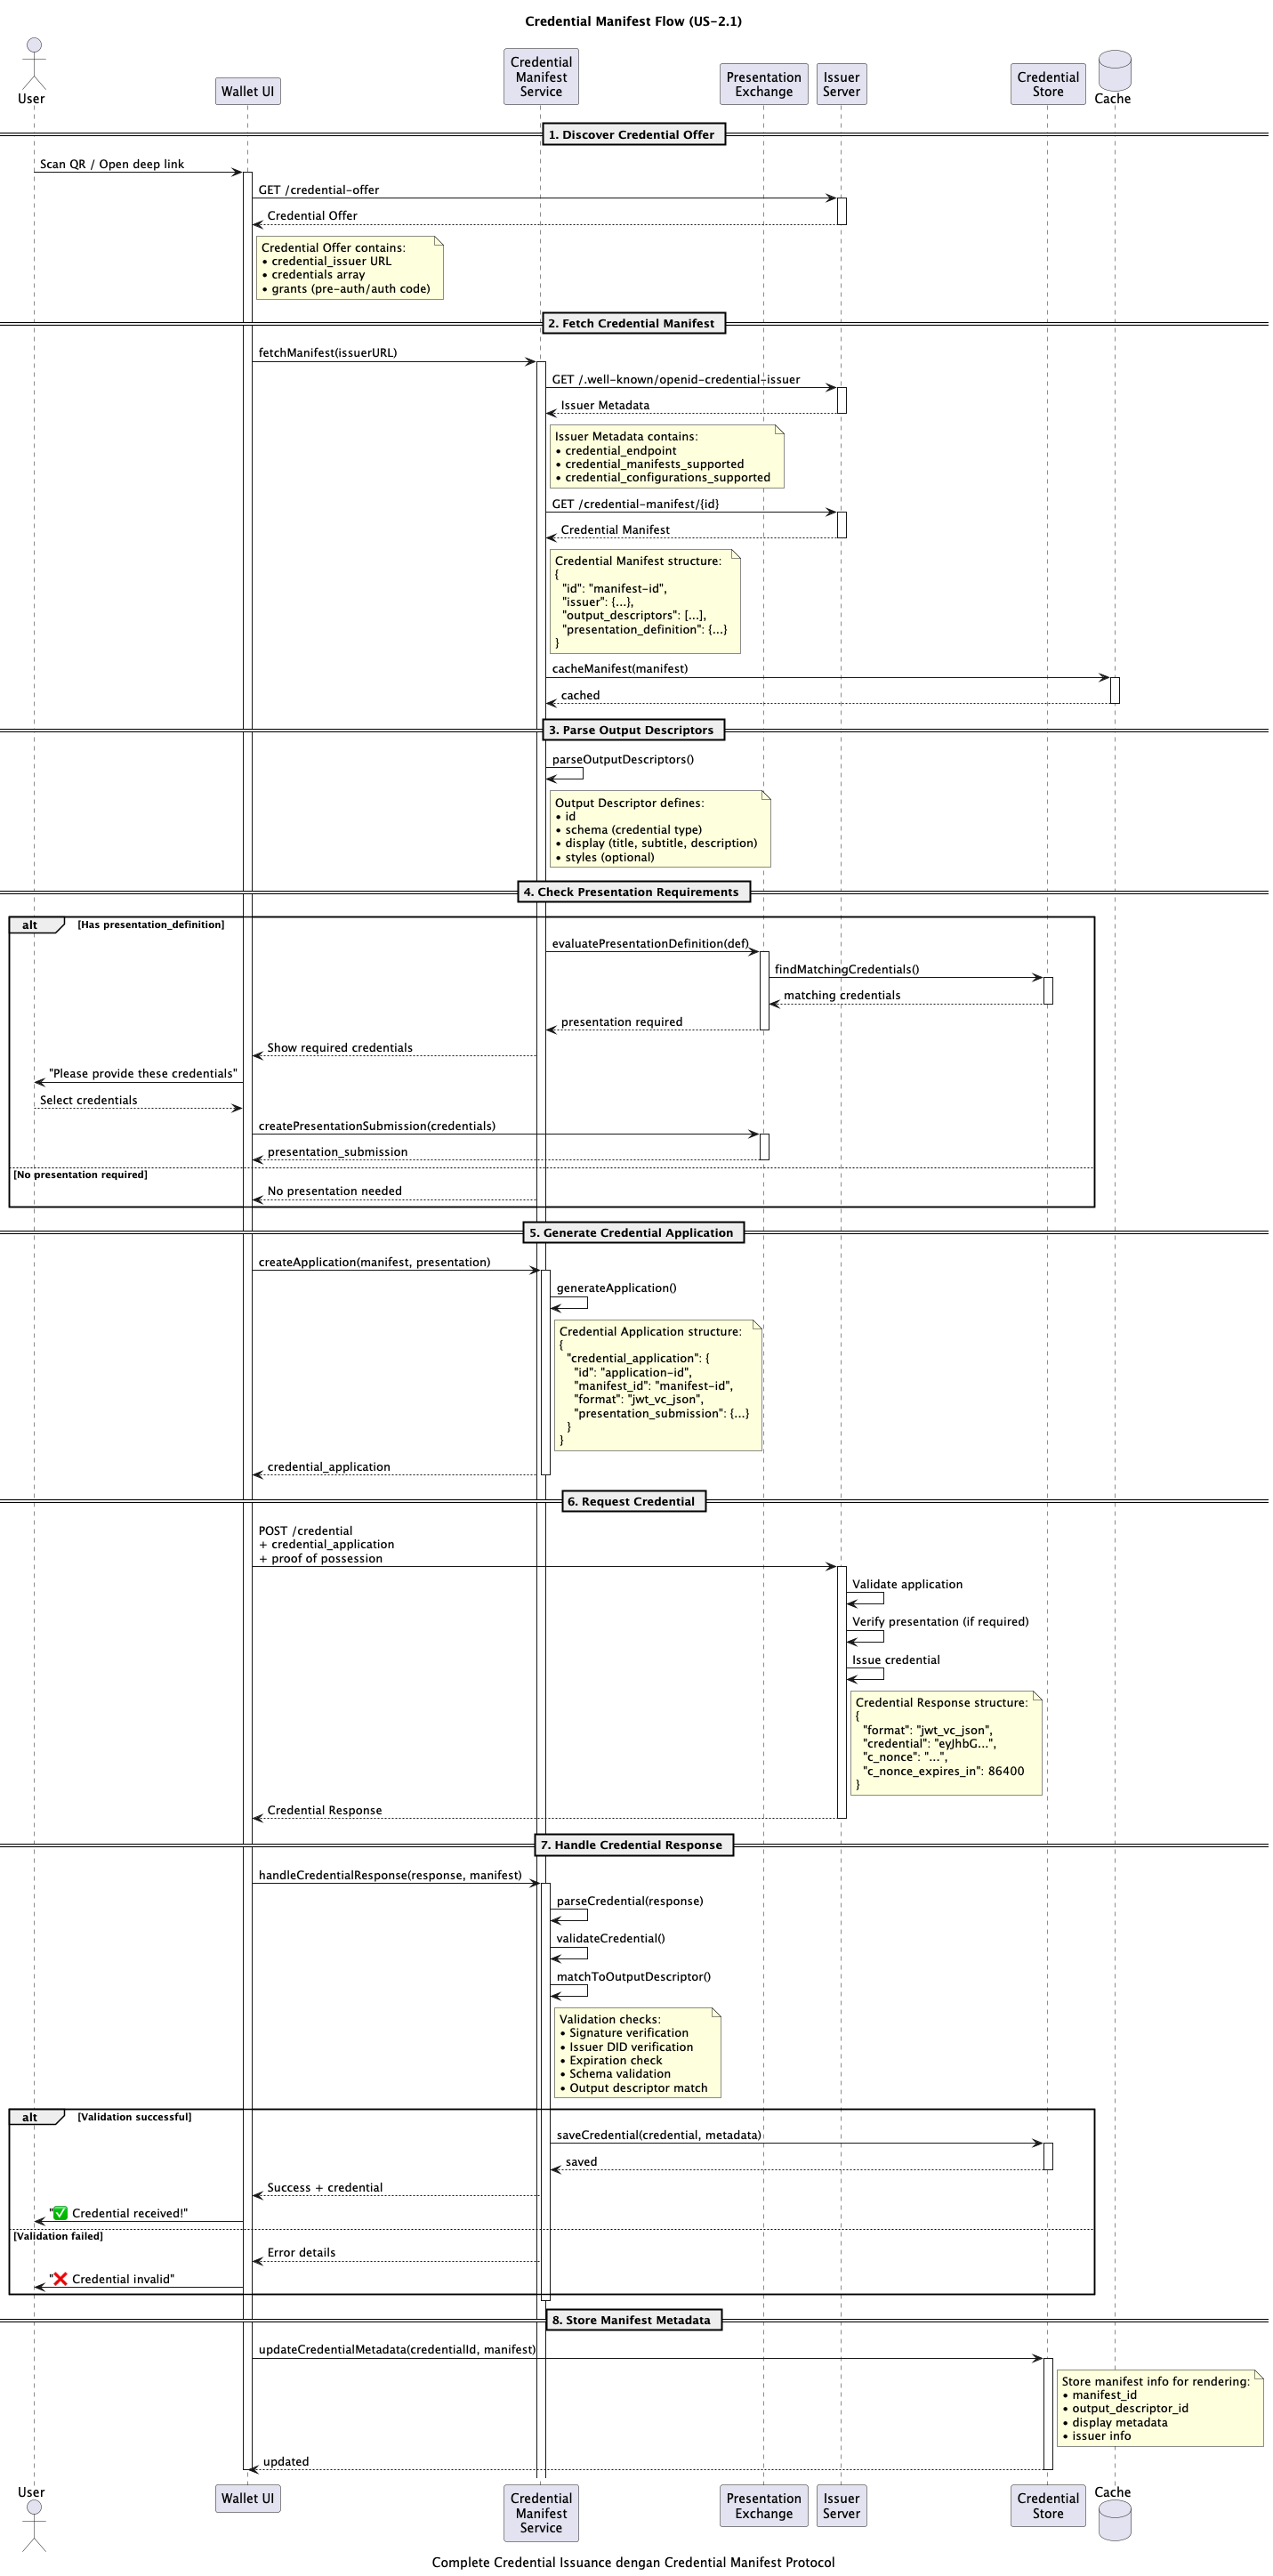 Credential Manifest Flow (US-2.1)
User
Wallet UI
Credential
Manifest
Service
Presentation
Exchange
Issuer
Server
Credential
Store
Cache
1. Discover Credential Offer
Scan QR / Open deep link
GET /credential-offer
Credential Offer
Credential Offer contains:
• credential_issuer URL
• credentials array
• grants (pre-auth/auth code)
2. Fetch Credential Manifest
fetchManifest(issuerURL)
GET /.well-known/openid-credential-issuer
Issuer Metadata
Issuer Metadata contains:
• credential_endpoint
• credential_manifests_supported
• credential_configurations_supported
GET /credential-manifest/{id}
Credential Manifest
Credential Manifest structure:
{
"id": "manifest-id",
"issuer": {...},
"output_descriptors": [...],
"presentation_definition": {...}
}
cacheManifest(manifest)
cached
3. Parse Output Descriptors
parseOutputDescriptors()
Output Descriptor defines:
• id
• schema (credential type)
• display (title, subtitle, description)
• styles (optional)
4. Check Presentation Requirements
alt [Has presentation_definition]
evaluatePresentationDefinition(def)
findMatchingCredentials()
matching credentials
presentation required
Show required credentials
"Please provide these credentials"
Select credentials
createPresentationSubmission(credentials)
presentation_submission
[No presentation required]
No presentation needed
5. Generate Credential Application
createApplication(manifest, presentation)
generateApplication()
Credential Application structure:
{
"credential_application": {
"id": "application-id",
"manifest_id": "manifest-id",
"format": "jwt_vc_json",
"presentation_submission": {...}
}
}
credential_application
6. Request Credential
POST /credential
+ credential_application
+ proof of possession
Validate application
Verify presentation (if required)
Issue credential
Credential Response structure:
{
"format": "jwt_vc_json",
"credential": "eyJhbG...",
"c_nonce": "...",
"c_nonce_expires_in": 86400
}
Credential Response
7. Handle Credential Response
handleCredentialResponse(response, manifest)
parseCredential(response)
validateCredential()
matchToOutputDescriptor()
Validation checks:
• Signature verification
• Issuer DID verification
• Expiration check
• Schema validation
• Output descriptor match
alt [Validation successful]
saveCredential(credential, metadata)
saved
Success + credential
"✅ Credential received!"
[Validation failed]
Error details
"❌ Credential invalid"
8. Store Manifest Metadata
updateCredentialMetadata(credentialId, manifest)
Store manifest info for rendering:
• manifest_id
• output_descriptor_id
• display metadata
• issuer info
updated
User
Wallet UI
Credential
Manifest
Service
Presentation
Exchange
Issuer
Server
Credential
Store
Cache
Complete Credential Issuance dengan Credential Manifest Protocol